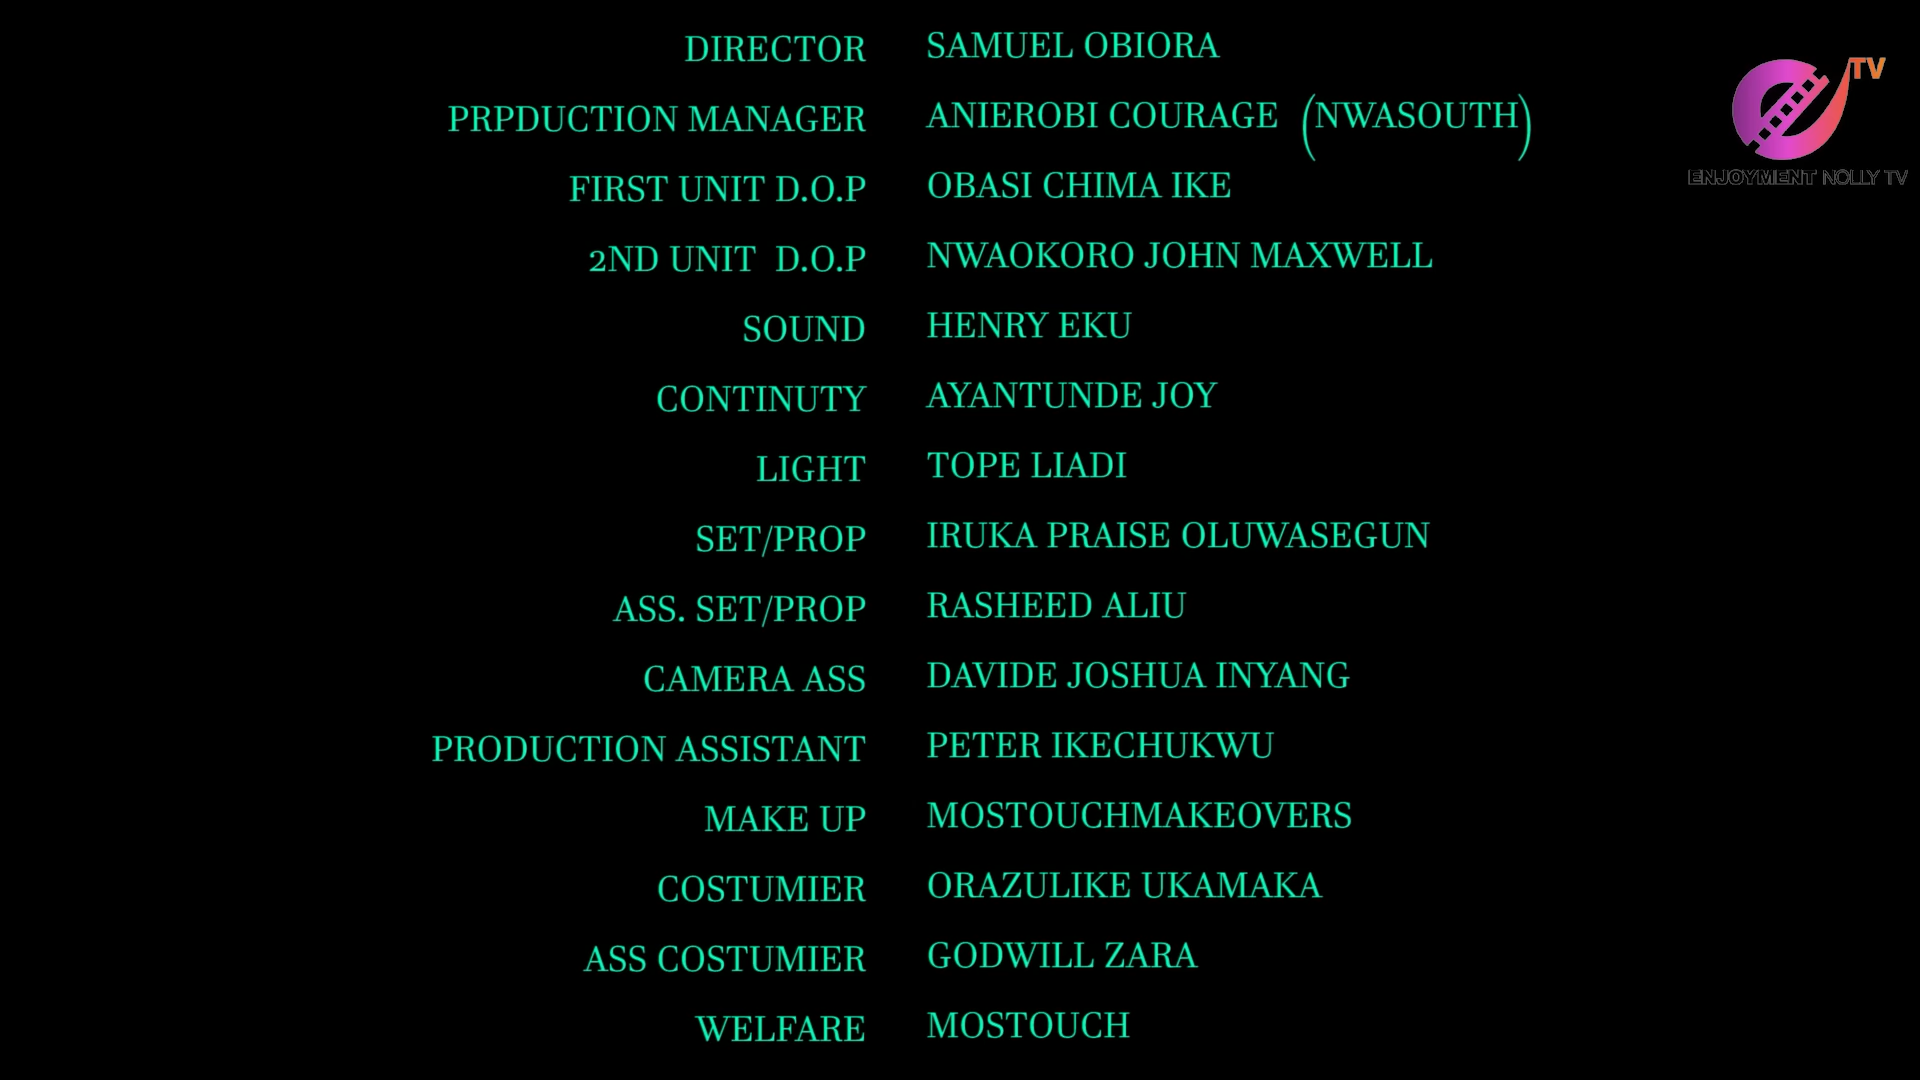 DIRECTOR SAMUEL OBIORA
TV
PRPDUCTION MANAGER ANIEROBI COURAGE (NWASOUTH)
ENJOYMENT NOLLY TV
FIRST UNIT D.O.P OBASI CHIMA IKE
2ND UNIT D.O.P NWAOKORO JOHN MAXWELL
SOUND HENRY EKU
CONTINUTY AYANTUNDE JOY
LIGHT TOPE LIADI
SET/PROP IRUKA PRAISE OLUWASEGUN
ASS. SET/PROP RASHEED ALIU
CAMERA ASS DAVIDE JOSHUA INYANG
PRODUCTION ASSISTANT PETER IKECHUKWU
MAKE UP MOSTOUCHMAKEOVERS
COSTUMIER ORAZULIKE UKAMAKA
ASS COSTUMIER GODWILL ZARA
WELFARE MOSTOUCH